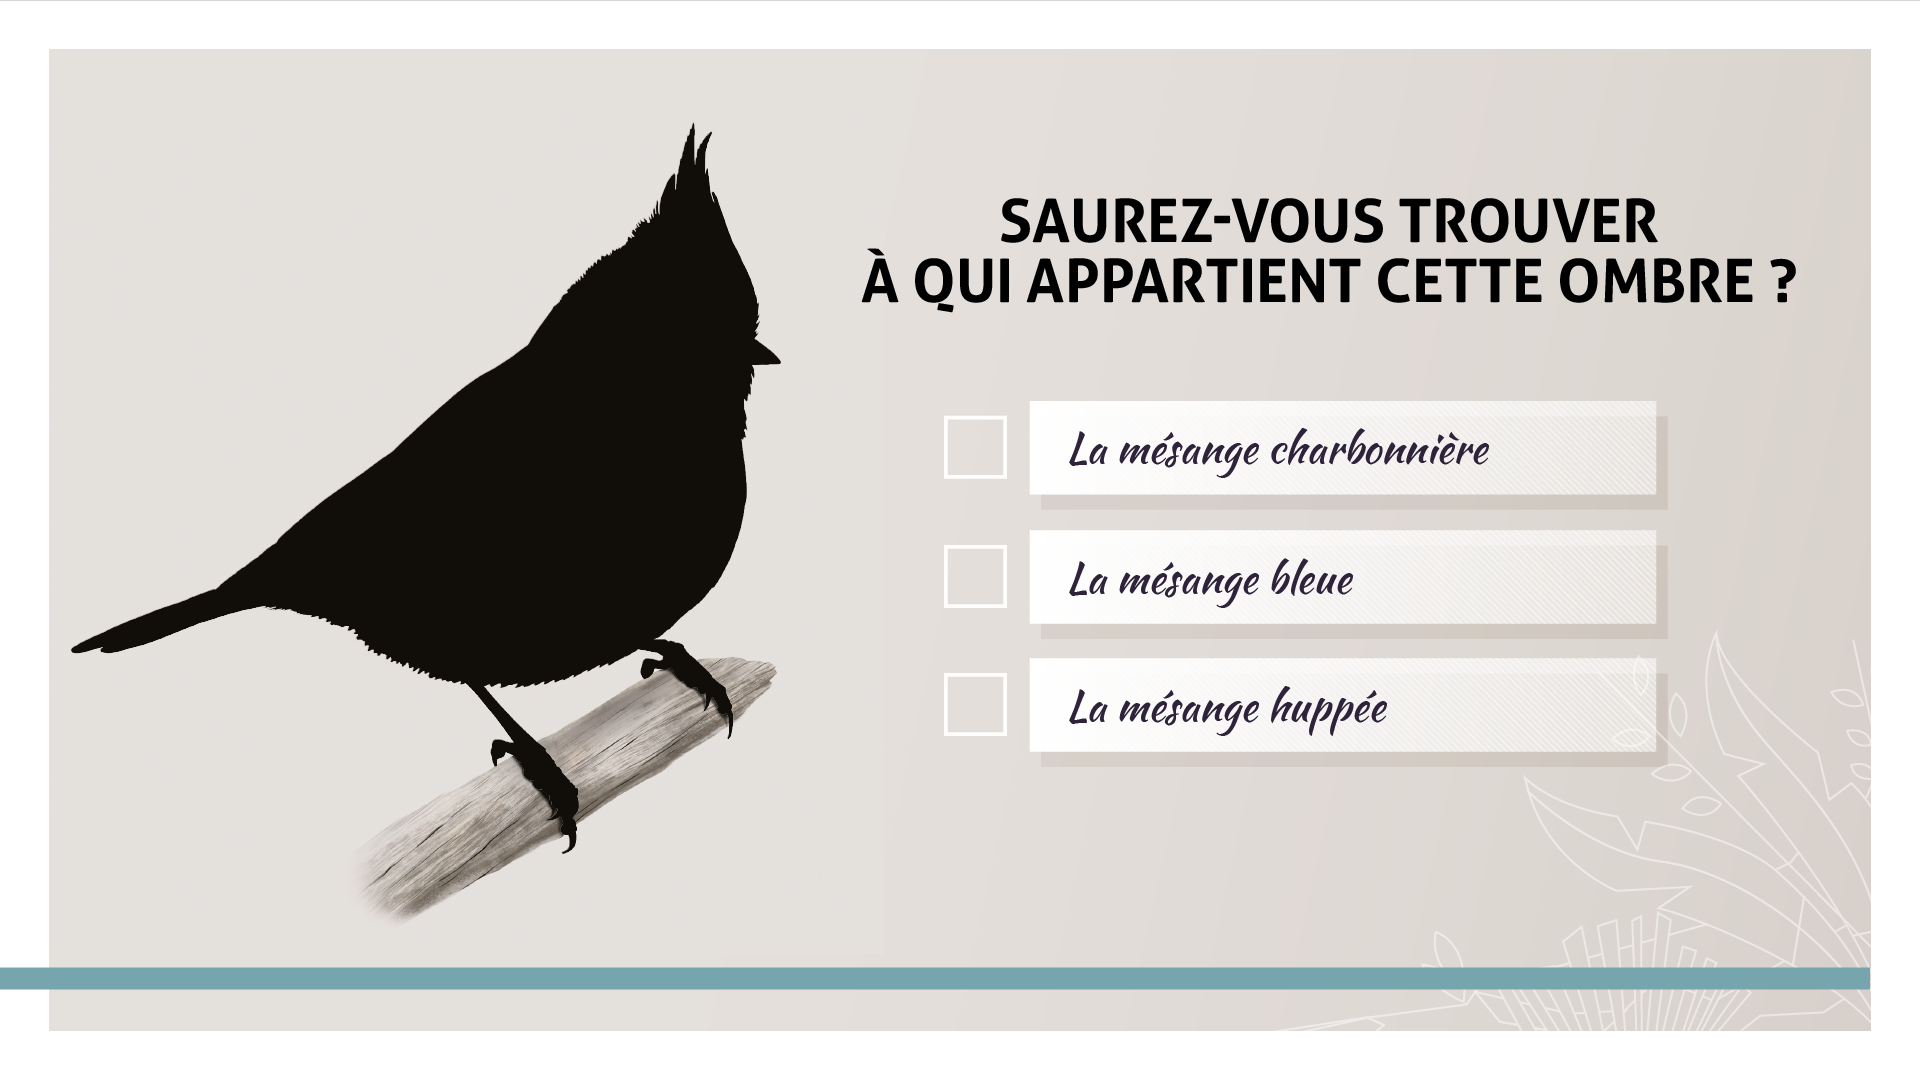 SAUREZ-VOUS TROUVER
À QUI APPARTIENT CETTE OMBRE ?
La mésange charbonnière
La mésange bleue
La mésange huppée